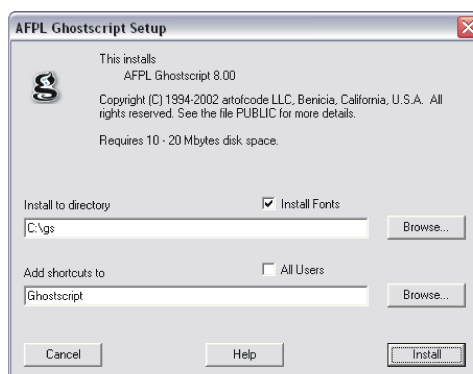 AFPL Ghostscript Setup
This installs
AFPL Ghostscript 8.00
Copyright (C) 1994-2002 artofcode LLC, Benicia, California, U.S.A. All
rights reserved. See the file PUBLIC for more details.
Requires 10 - 20 Mbytes disk space.
Install to directory
Install Fonts
C:\gs
Browse...
Add shortcuts to
All Users
Ghostscript
Browse...
Cancel
Help
Install